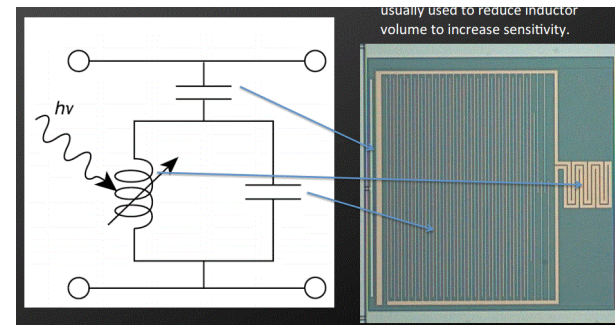 usually used to reduce inductor
volume to increase sensitivity.
hν